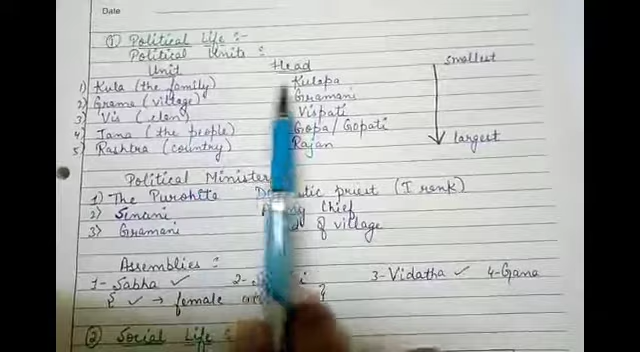 Date
① Political Life :-
Political Units :
Unit Head smallest
1) Kula (the family) Kulapa
2) Grama (village) Gramani
3) Vis (clan) Vispati
4) Jana (the people) Gopa/Gopati largest
5) Rashtra (country) Rajan
Political Minister
1) The Purohita priest (I rank)
2) Senani Chief
3) Gramani of village
Assemblies :
1- Sabha ✓ 2- 3- Vidatha ✓ 4- Gana
{ ✓ → female }
② Social Life :